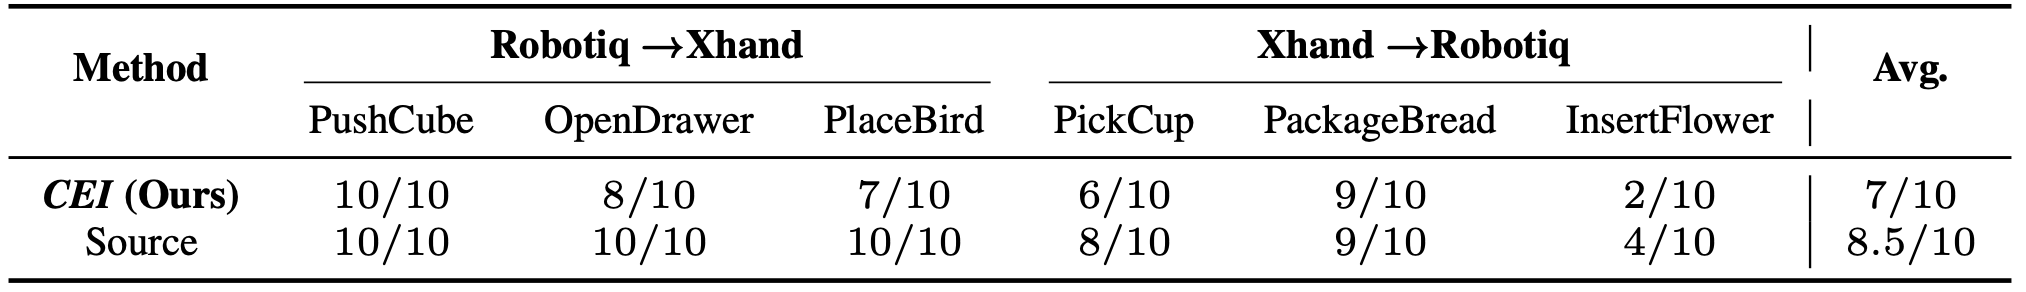 Method Robotiq →Xhand Xhand →Robotiq Avg.
PushCube OpenDrawer PlaceBird PickCup PackageBread InsertFlower
CEI (Ours) 10/10 8/10 7/10 6/10 9/10 2/10 7/10
Source 10/10 10/10 10/10 8/10 9/10 4/10 8.5/10